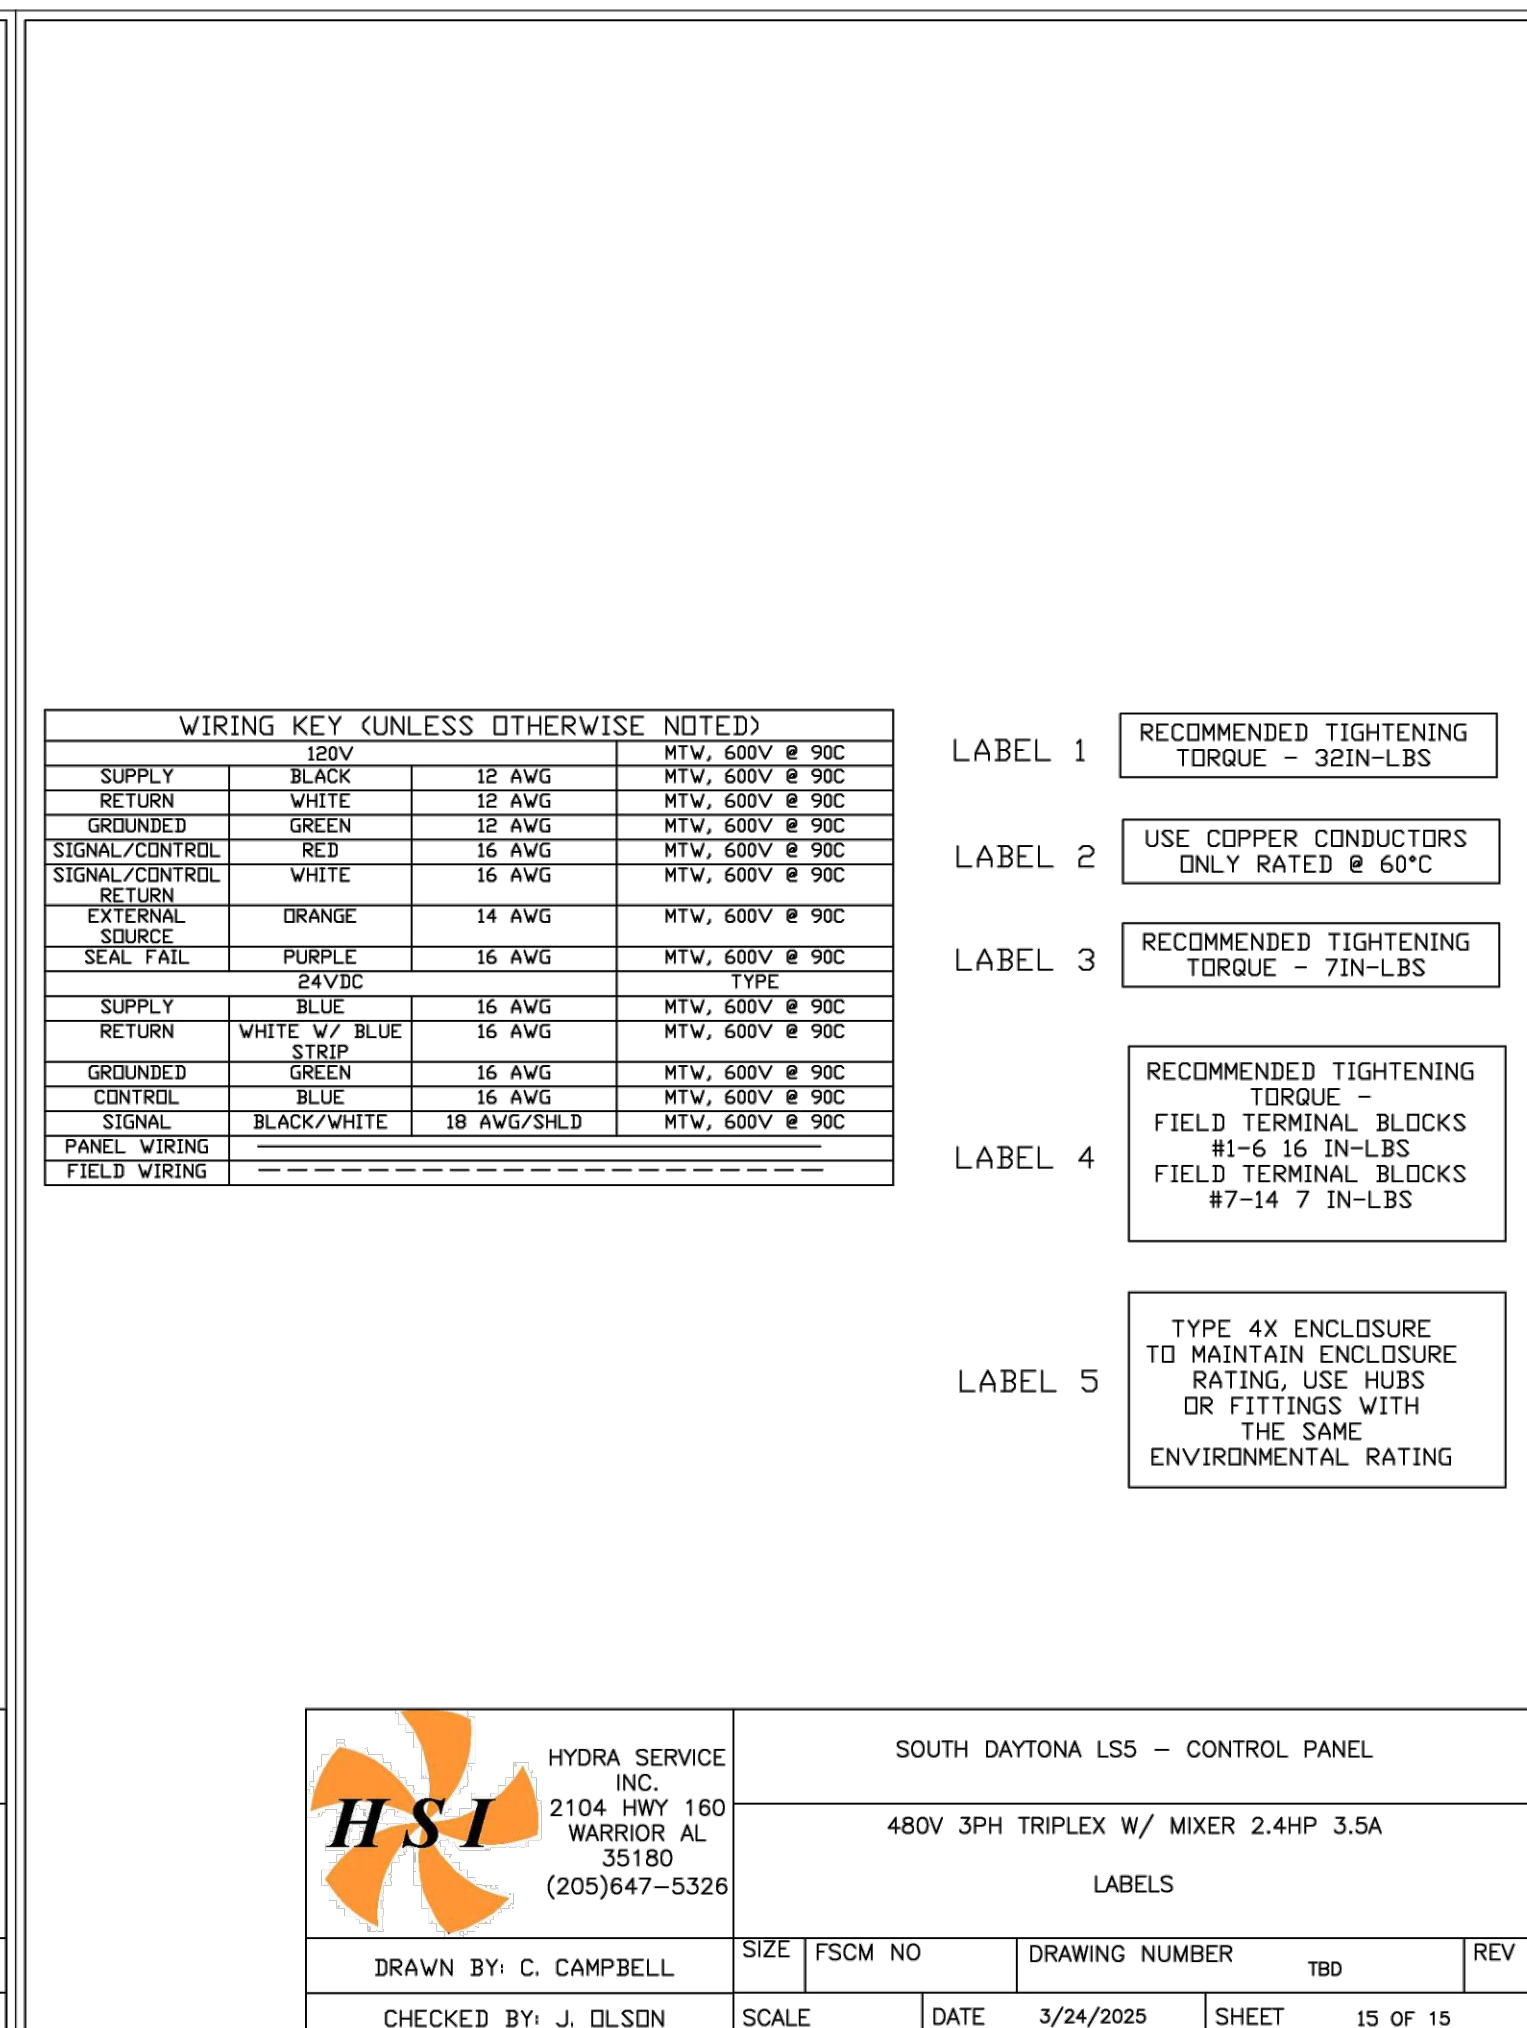 WIRING KEY (UNLESS OTHERWISE NOTED)
120V MTW, 600V @ 90C
SUPPLY BLACK 12 AWG MTW, 600V @ 90C
RETURN WHITE 12 AWG MTW, 600V @ 90C
GROUNDED GREEN 12 AWG MTW, 600V @ 90C
SIGNAL/CONTROL RED 16 AWG MTW, 600V @ 90C
SIGNAL/CONTROL WHITE 16 AWG MTW, 600V @ 90C
RETURN
EXTERNAL ORANGE 14 AWG MTW, 600V @ 90C
SOURCE
SEAL FAIL PURPLE 16 AWG MTW, 600V @ 90C
24VDC TYPE
SUPPLY BLUE 16 AWG MTW, 600V @ 90C
RETURN WHITE W/ BLUE 16 AWG MTW, 600V @ 90C
STRIP
GROUNDED GREEN 16 AWG MTW, 600V @ 90C
CONTROL BLUE 16 AWG MTW, 600V @ 90C
SIGNAL BLACK/WHITE 18 AWG/SHLD MTW, 600V @ 90C
PANEL WIRING
FIELD WIRING
LABEL 1
RECOMMENDED TIGHTENING
TORQUE - 32IN-LBS
LABEL 2
USE COPPER CONDUCTORS
ONLY RATED @ 60°C
LABEL 3
RECOMMENDED TIGHTENING
TORQUE - 7IN-LBS
LABEL 4
RECOMMENDED TIGHTENING
TORQUE -
FIELD TERMINAL BLOCKS
#1-6 16 IN-LBS
FIELD TERMINAL BLOCKS
#7-14 7 IN-LBS
LABEL 5
TYPE 4X ENCLOSURE
TO MAINTAIN ENCLOSURE
RATING, USE HUBS
OR FITTINGS WITH
THE SAME
ENVIRONMENTAL RATING
HSI
HYDRA SERVICE
INC.
2104 HWY 160
WARRIOR AL
35180
(205)647-5326
SOUTH DAYTONA LS5 - CONTROL PANEL
480V 3PH TRIPLEX W/ MIXER 2.4HP 3.5A
LABELS
DRAWN BY: C. CAMPBELL
SIZE FSCM NO DRAWING NUMBER TBD REV
CHECKED BY: J. OLSON
SCALE DATE 3/24/2025 SHEET 15 OF 15